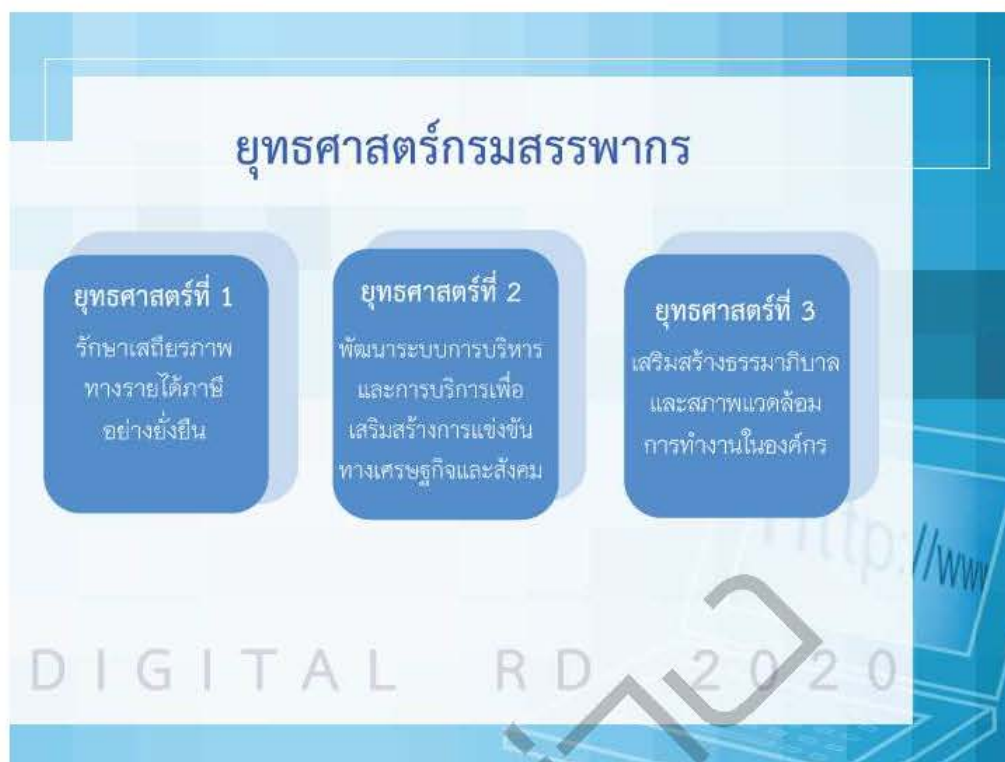 ยุทธศาสตร์กรมสรรพากร
ยุทธศาสตร์ที่ 1
รักษาเสถียรภาพ
ทางรายได้ภาษี
อย่างยั่งยืน
ยุทธศาสตร์ที่ 2
พัฒนาระบบการบริหาร
และการบริการเพื่อ
เสริมสร้างการแข่งขัน
ทางเศรษฐกิจและสังคม
ยุทธศาสตร์ที่ 3
เสริมสร้างธรรมาภิบาล
และสภาพแวดล้อม
การทำงานในองค์กร
http://www
DIGITAL RD 2020